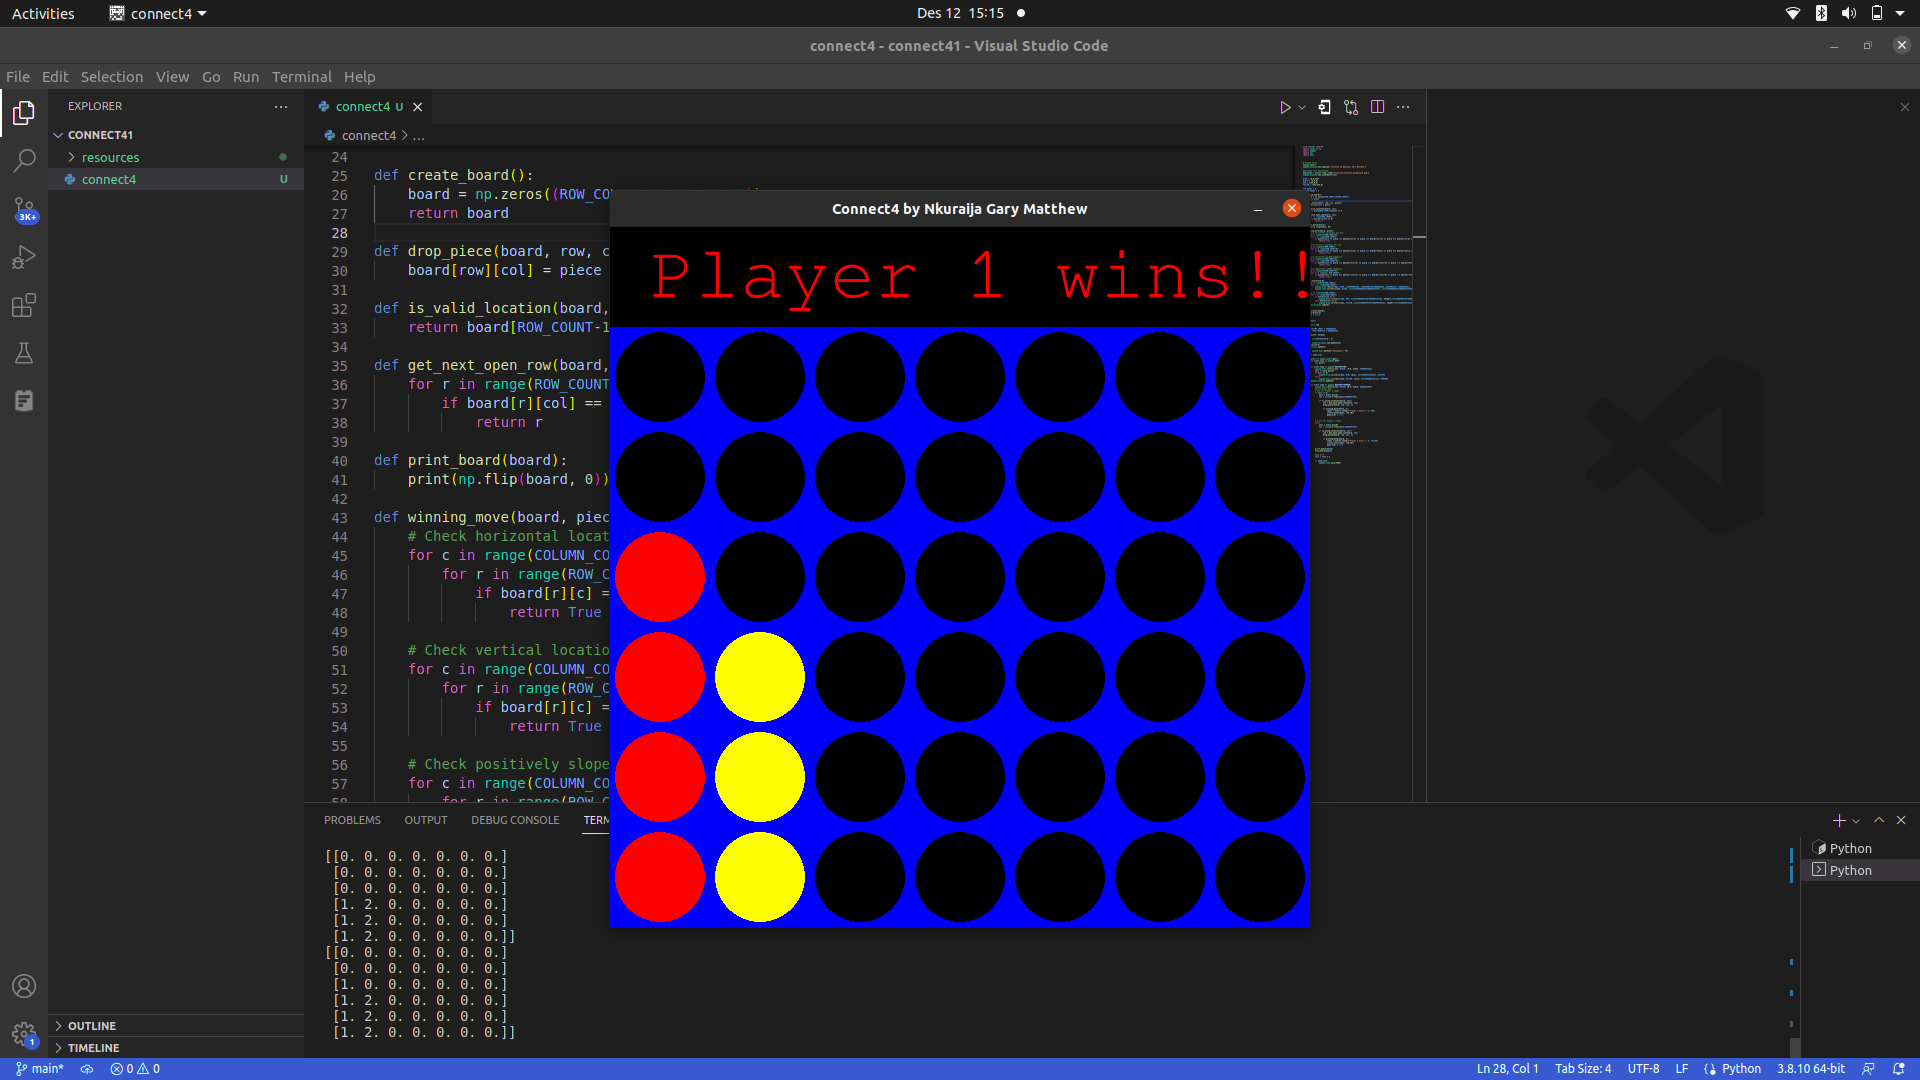 Activities
connect4
Des 12 15:15
connect4 - connect41 - Visual Studio Code
File Edit Selection View Go Run Terminal Help
EXPLORER
CONNECT41
resources
connect4 U
3K+
connect4 U
connect4 > ...
24
25 def create_board():
26 board = np.zeros((ROW_CO
27 return board
28
29 def drop_piece(board, row, c
30 board[row][col] = piece
31
32 def is_valid_location(board,
33 return board[ROW_COUNT-1
34
35 def get_next_open_row(board,
36 for r in range(ROW_COUNT
37 if board[r][col] ==
38 return r
39
40 def print_board(board):
41 print(np.flip(board, 0))
42
43 def winning_move(board, piec
44 # Check horizontal locat
45 for c in range(COLUMN_CO
46 for r in range(ROW_C
47 if board[r][c] =
48 return True
49
50 # Check vertical locatio
51 for c in range(COLUMN_CO
52 for r in range(ROW_C
53 if board[r][c] =
54 return True
55
56 # Check positively slope
57 for c in range(COLUMN_CO
58 for r in range(ROW_C
Connect4 by Nkuraija Gary Matthew
Player 1 wins!!
PROBLEMS OUTPUT DEBUG CONSOLE TERM
[[0. 0. 0. 0. 0. 0. 0.]
[0. 0. 0. 0. 0. 0. 0.]
[0. 0. 0. 0. 0. 0. 0.]
[1. 2. 0. 0. 0. 0. 0.]
[1. 2. 0. 0. 0. 0. 0.]
[1. 2. 0. 0. 0. 0. 0.]]
[[0. 0. 0. 0. 0. 0. 0.]
[0. 0. 0. 0. 0. 0. 0.]
[1. 0. 0. 0. 0. 0. 0.]
[1. 2. 0. 0. 0. 0. 0.]
[1. 2. 0. 0. 0. 0. 0.]
[1. 2. 0. 0. 0. 0. 0.]]
Python
Python
OUTLINE
TIMELINE
1
main* 0 0
Ln 28, Col 1 Tab Size: 4 UTF-8 LF Python 3.8.10 64-bit